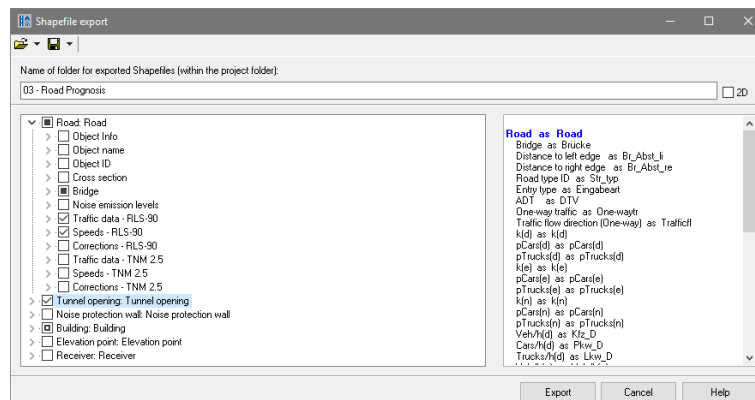 Shapefile export
Name of folder for exported Shapefiles (within the project folder):
03 - Road Prognosis
2D
Road: Road
Object Info
Object name
Object ID
Cross section
Bridge
Noise emission levels
Traffic data - RLS-90
Speeds - RLS-90
Corrections - RLS-90
Traffic data - TNM 2.5
Speeds - TNM 2.5
Corrections - TNM 2.5
Tunnel opening: Tunnel opening
Noise protection wall: Noise protection wall
Building: Building
Elevation point: Elevation point
Receiver: Receiver
Road as Road
Bridge as Brücke
Distance to left edge as Br_Abst_li
Distance to right edge as Br_Abst_re
Road type ID as Str_typ
Entry type as Eingabeart
ADT as DTV
One-way traffic as One-waytr
Traffic flow direction (One-way) as Trafficfl
k(d) as k(d)
pCars(d) as pCars(d)
pTrucks(d) as pTrucks(d)
k(e) as k(e)
pCars(e) as pCars(e)
pTrucks(e) as pTrucks(e)
k(n) as k(n)
pCars(n) as pCars(n)
pTrucks(n) as pTrucks(n)
Veh/h(d) as Kfz_D
Cars/h(d) as Pkw_D
Trucks/h(d) as Lkw_D
Export
Cancel
Help